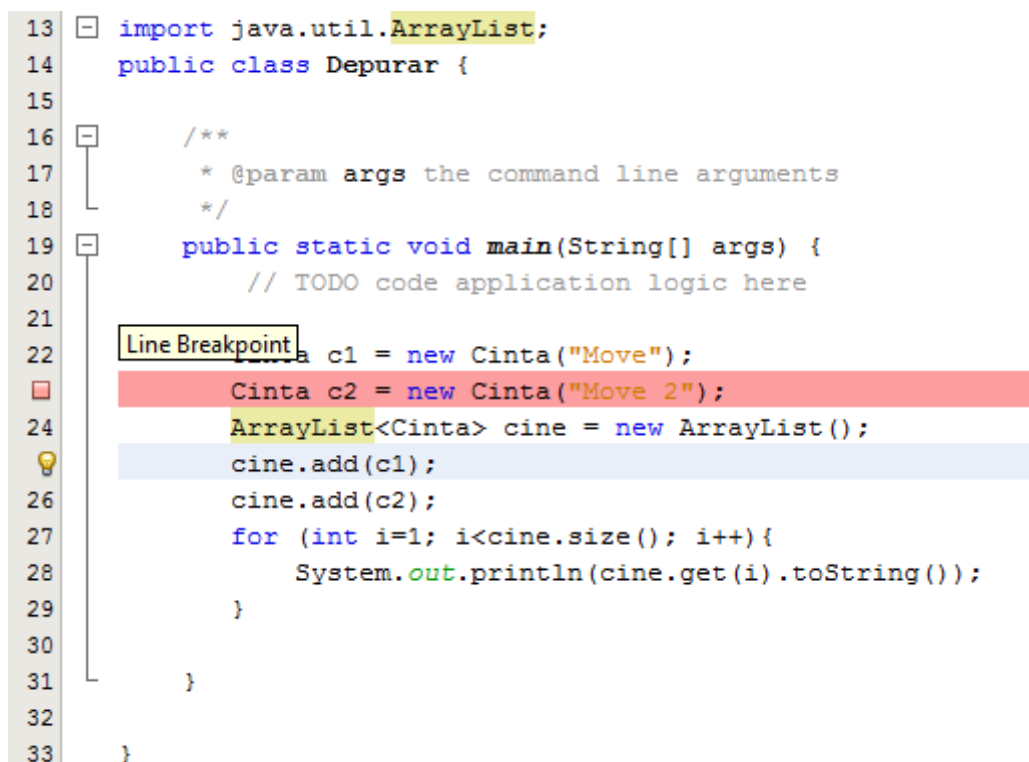 13 import java.util.ArrayList;
14 public class Depurar {
15
16 /**
17 * @param args the command line arguments
18 */
19 public static void main(String[] args) {
20 // TODO code application logic here
21
Line Breakpoint
22 a c1 = new Cinta("Move");
Cinta c2 = new Cinta("Move 2");
24 ArrayList<Cinta> cine = new ArrayList();
cine.add(c1);
26 cine.add(c2);
27 for (int i=1; i<cine.size(); i++){
28 System.out.println(cine.get(i).toString());
29 }
30
31 }
32
33 }